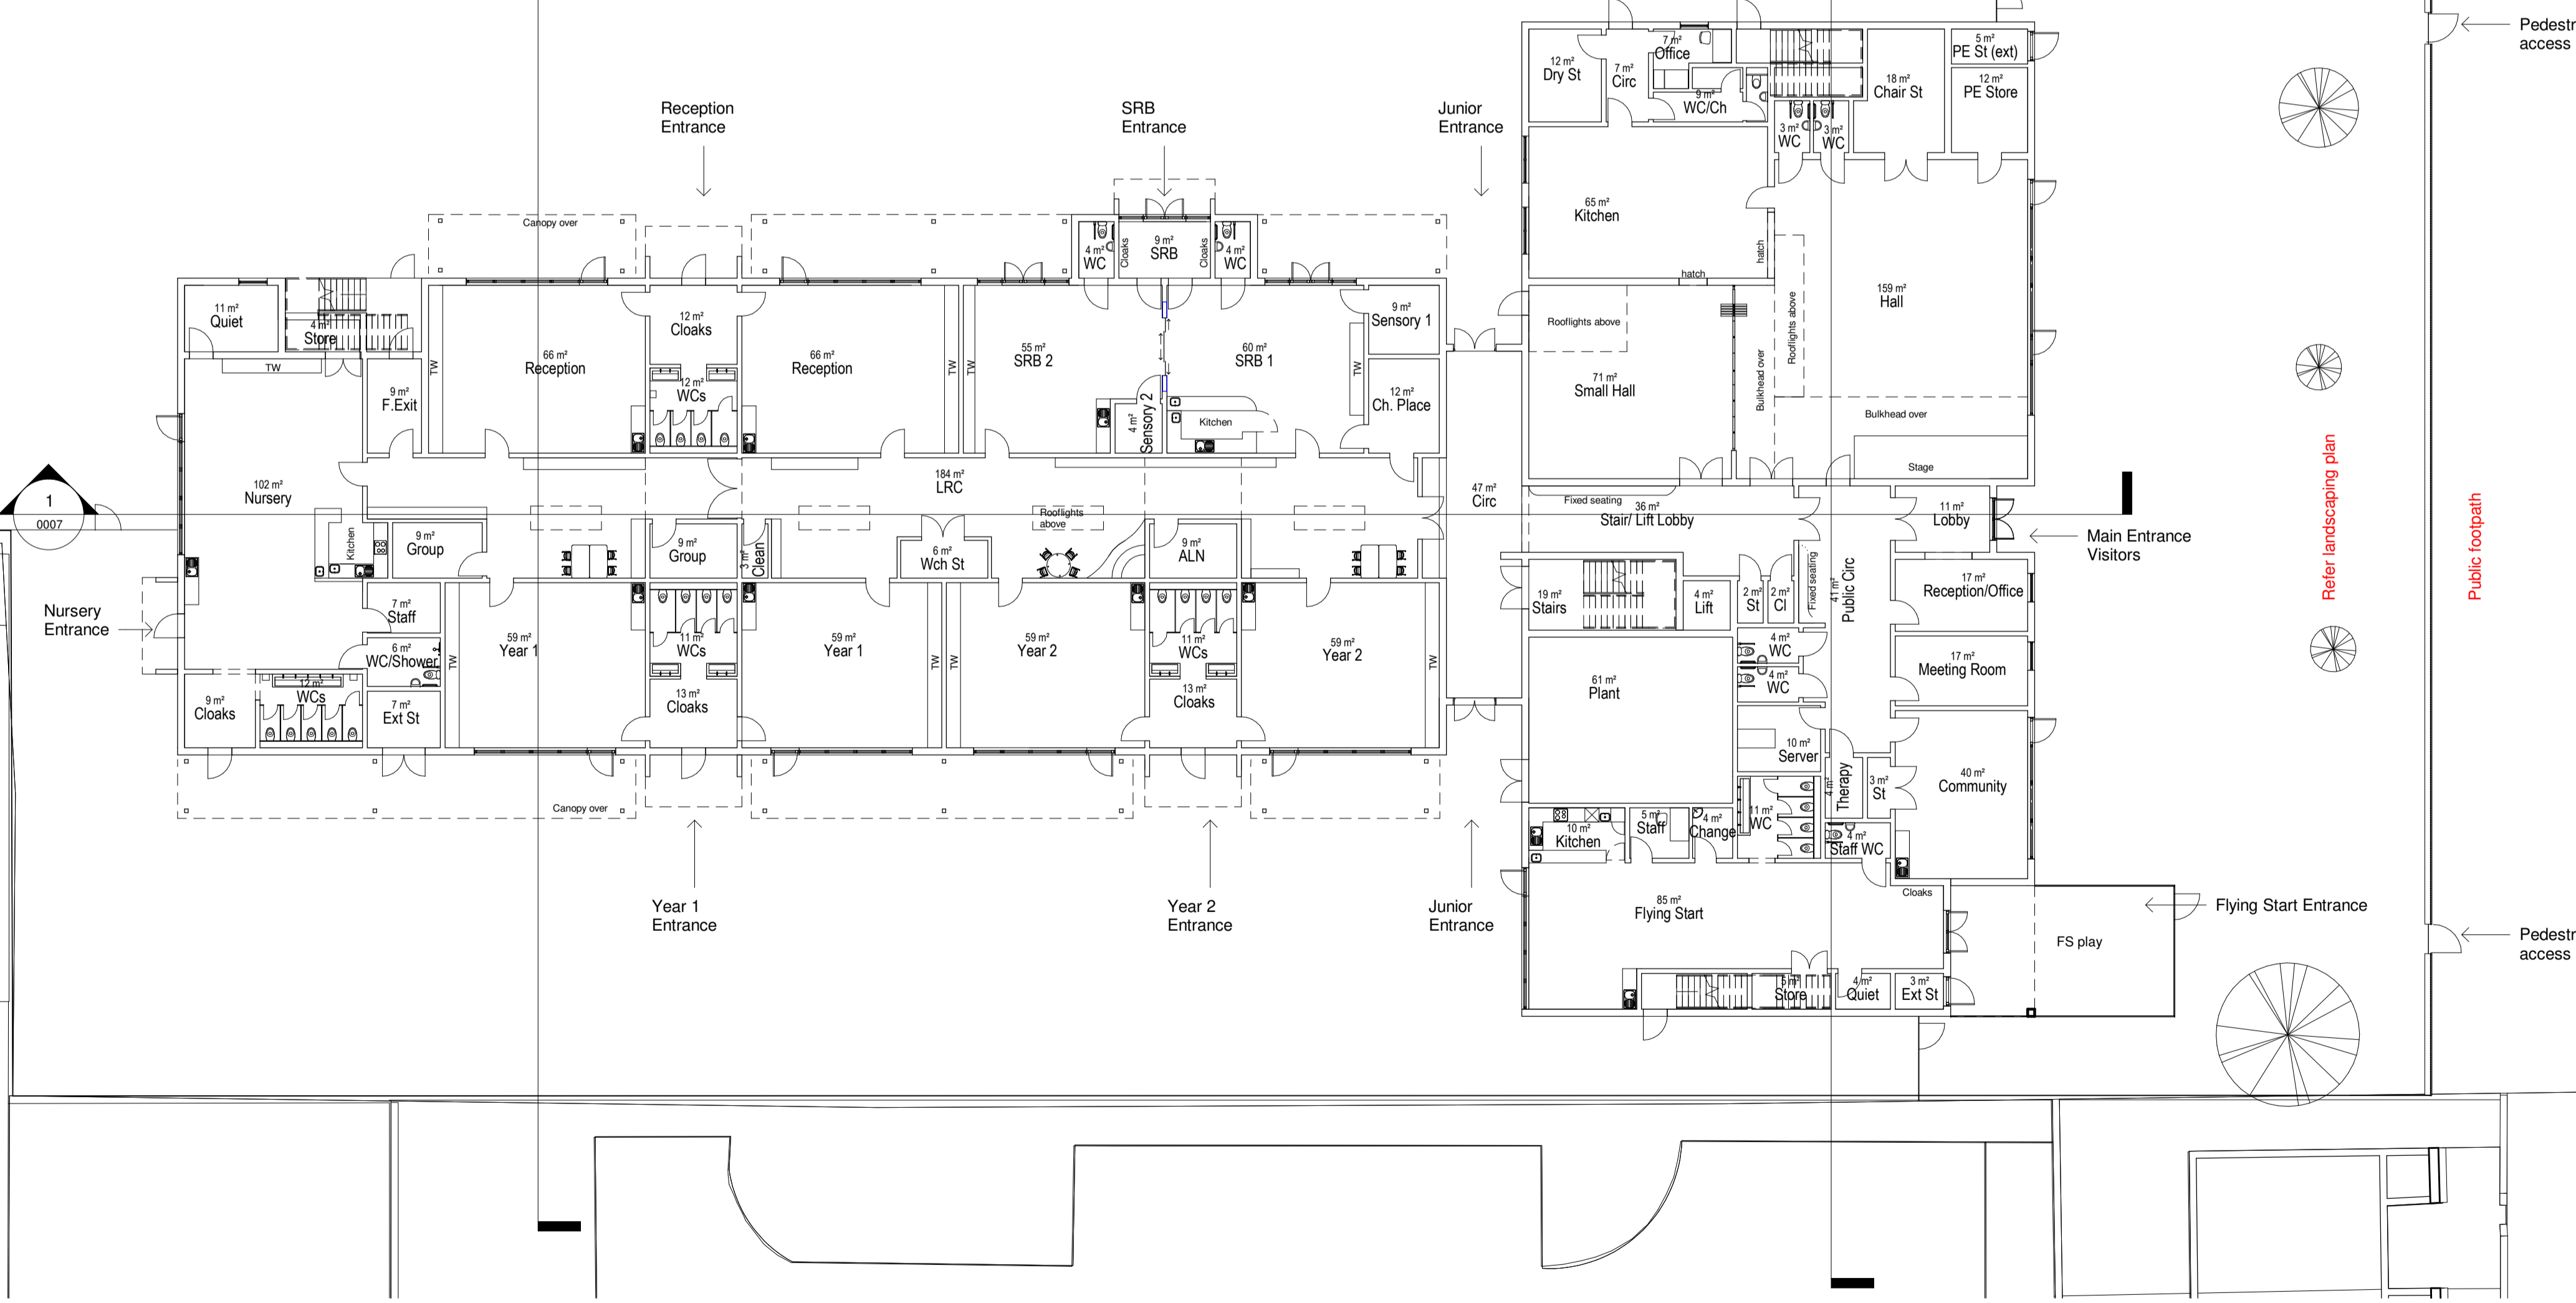 Pedestr
access
Reception
Entrance
SRB
Entrance
Junior
Entrance
12 m²
Dry St
7 m²
Circ
7 m²
Office
9 m²
WC/Ch
3 m²
WC
3 m²
WC
18 m²
Chair St
5 m²
PE St (ext)
12 m²
PE Store
65 m²
Kitchen
hatch
hatch
159 m²
Hall
Rooflights above
Rooflights above
Bulkhead over
Bulkhead over
71 m²
Small Hall
Stage
Canopy over
4 m²
WC
Cloaks
9 m²
SRB
Cloaks
4 m²
WC
11 m²
Quiet
4 m²
Store
TW
9 m²
F.Exit
TW
66 m²
Reception
12 m²
Cloaks
12 m²
WCs
66 m²
Reception
TW
TW
55 m²
SRB 2
4 m²
Sensory 2
60 m²
SRB 1
Kitchen
TW
9 m²
Sensory 1
12 m²
Ch. Place
1
0007
102 m²
Nursery
Kitchen
9 m²
Group
184 m²
LRC
9 m²
Group
3 m²
Clean
6 m²
Wch St
Rooflights
above
9 m²
ALN
47 m²
Circ
Fixed seating
36 m²
Stair/ Lift Lobby
11 m²
Lobby
Main Entrance
Visitors
Refer landscaping plan
Public footpath
19 m²
Stairs
4 m²
Lift
2 m²
St
2 m²
Cl
Fixed seating
41 m²
Public Circ
17 m²
Reception/Office
17 m²
Meeting Room
4 m²
WC
4 m²
WC
61 m²
Plant
10 m²
Server
4 m²
Therapy
3 m²
St
40 m²
Community
Nursery
Entrance
7 m²
Staff
6 m²
WC/Shower
7 m²
Ext St
9 m²
Cloaks
12 m²
WCs
TW
59 m²
Year 1
11 m²
WCs
13 m²
Cloaks
59 m²
Year 1
TW
TW
59 m²
Year 2
11 m²
WCs
13 m²
Cloaks
59 m²
Year 2
TW
Canopy over
10 m²
Kitchen
5 m²
Staff
4 m²
Change
11 m²
WC
4 m²
Staff WC
Cloaks
85 m²
Flying Start
5 m²
Store
4 m²
Quiet
3 m²
Ext St
FS play
Flying Start Entrance
Year 1
Entrance
Year 2
Entrance
Junior
Entrance
Pedestr
access